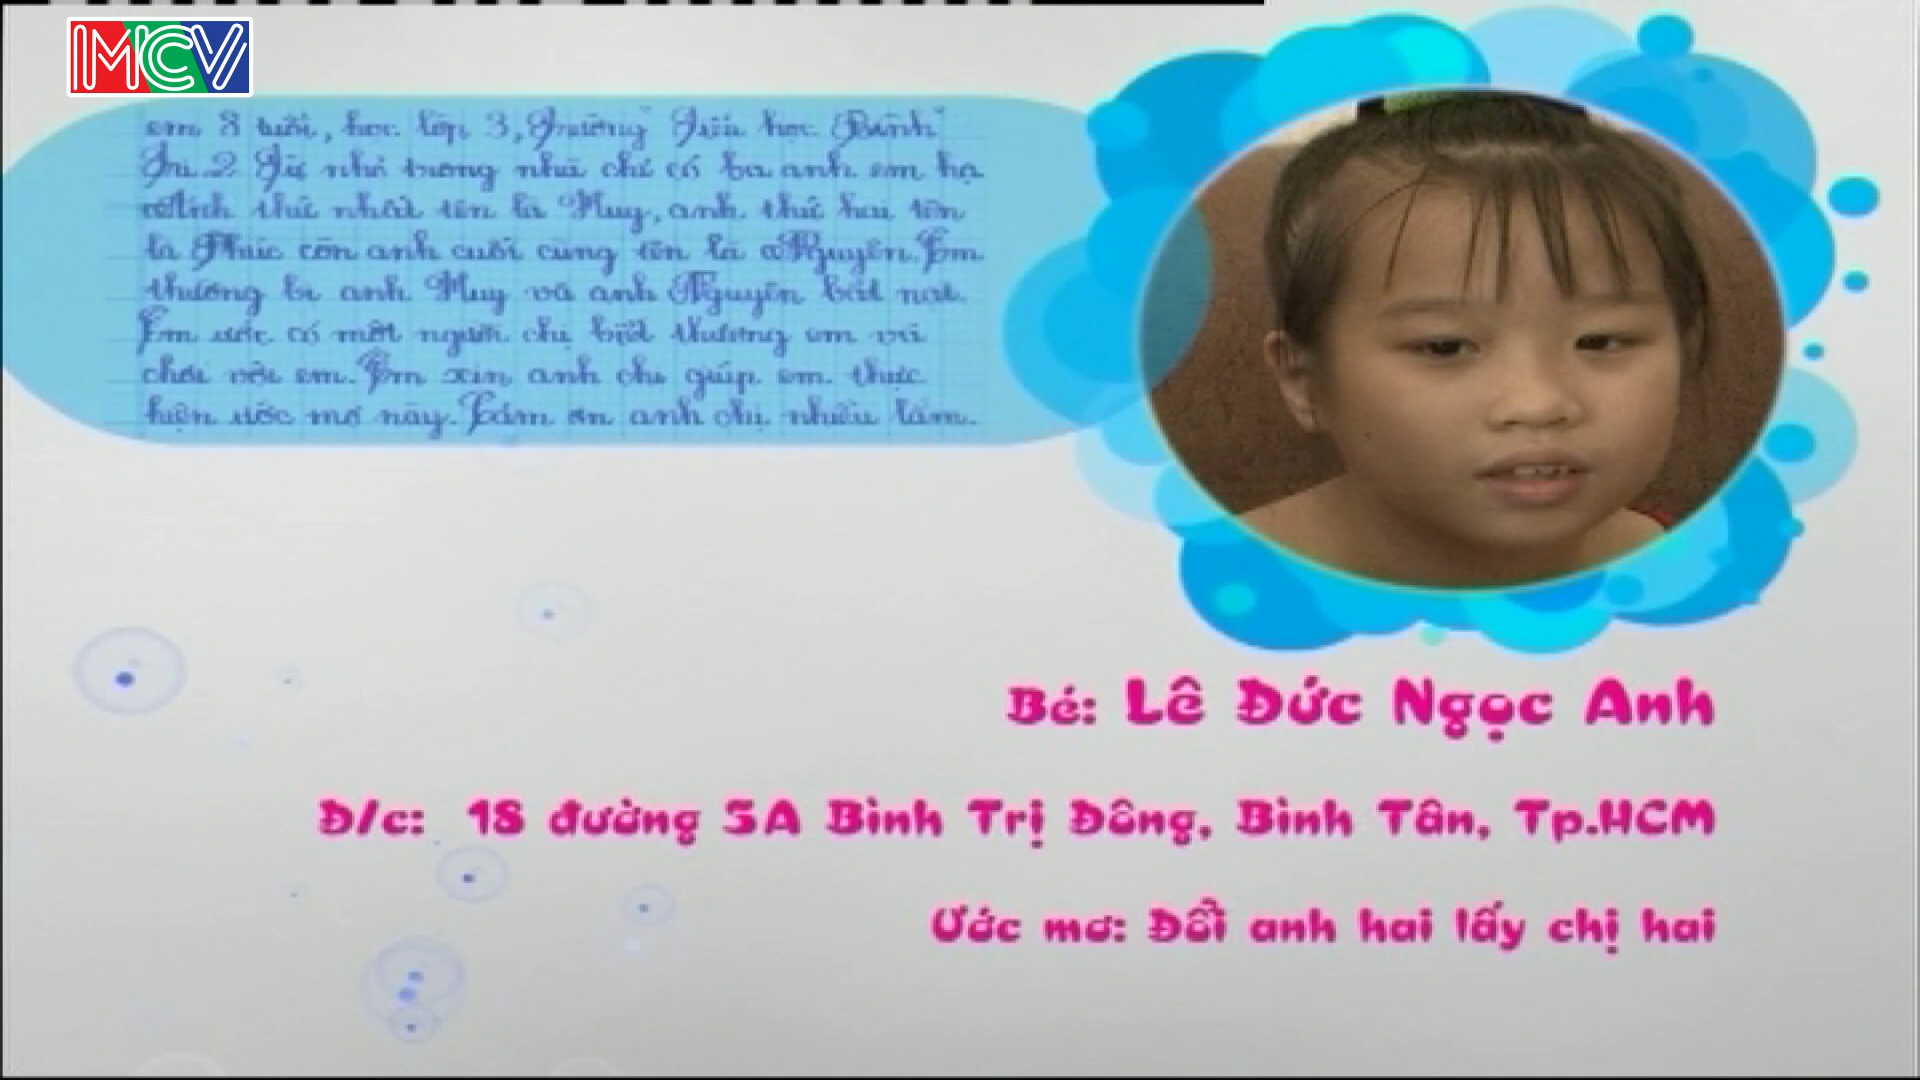 MCV
em 8 tuổi, học lớp 3, Trường Tiểu học Bình
Trị 2. Từ nhỏ trong nhà chỉ có ba anh em họ
Anh thứ nhất tên là Huy, anh thứ hai tên
là Phúc còn anh cuối cùng tên là Nguyên. Em
thường bị anh Huy và anh Nguyên bắt nạt.
Em ước có một người chị biết thương em và
chơi với em. Em xin anh chị giúp em thực
hiện ước mơ này. Cám ơn anh chị nhiều lắm.
Bé: Lê Đức Ngọc Anh
Đ/c: 18 đường 5A Bình Trị Đông, Bình Tân, Tp.HCM
Ước mơ: Đổi anh hai lấy chị hai